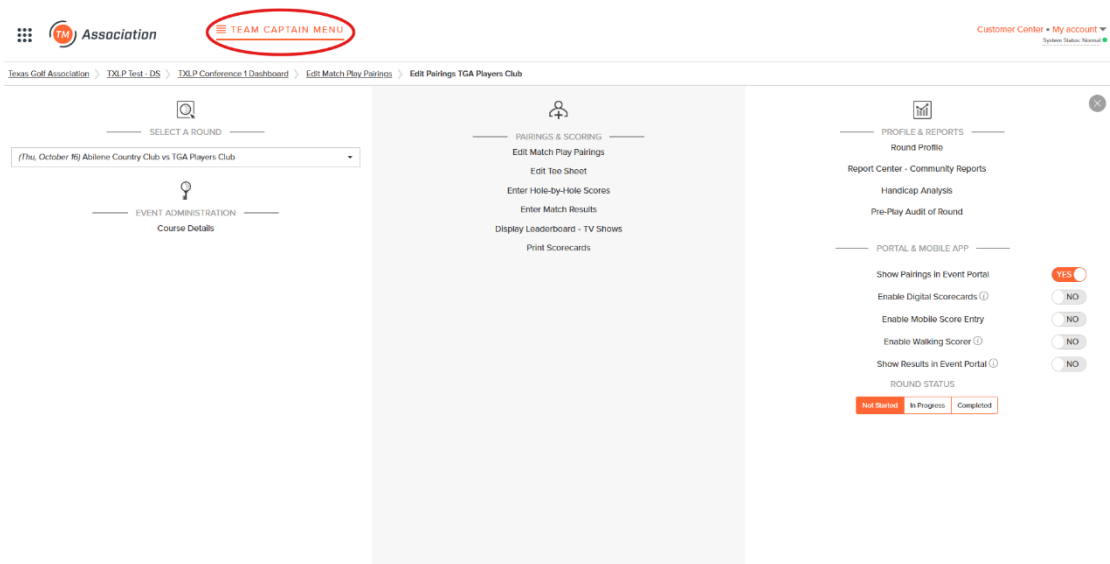 TM Association
TEAM CAPTAIN MENU
Customer Center • My account
System Status: Normal
Texas Golf Association > TXLP Test - DS > TXLP Conference 1 Dashboard > Edit Match Play Pairings > Edit Pairings TGA Players Club
SELECT A ROUND
(Thu, October 16) Abilene Country Club vs TGA Players Club
EVENT ADMINISTRATION
Course Details
PAIRINGS & SCORING
Edit Match Play Pairings
Edit Tee Sheet
Enter Hole-by-Hole Scores
Enter Match Results
Display Leaderboard - TV Shows
Print Scorecards
PROFILE & REPORTS
Round Profile
Report Center - Community Reports
Handicap Analysis
Pre-Play Audit of Round
PORTAL & MOBILE APP
Show Pairings in Event Portal YES
Enable Digital Scorecards NO
Enable Mobile Score Entry NO
Enable Walking Scorer NO
Show Results in Event Portal NO
ROUND STATUS
Not Started In Progress Completed